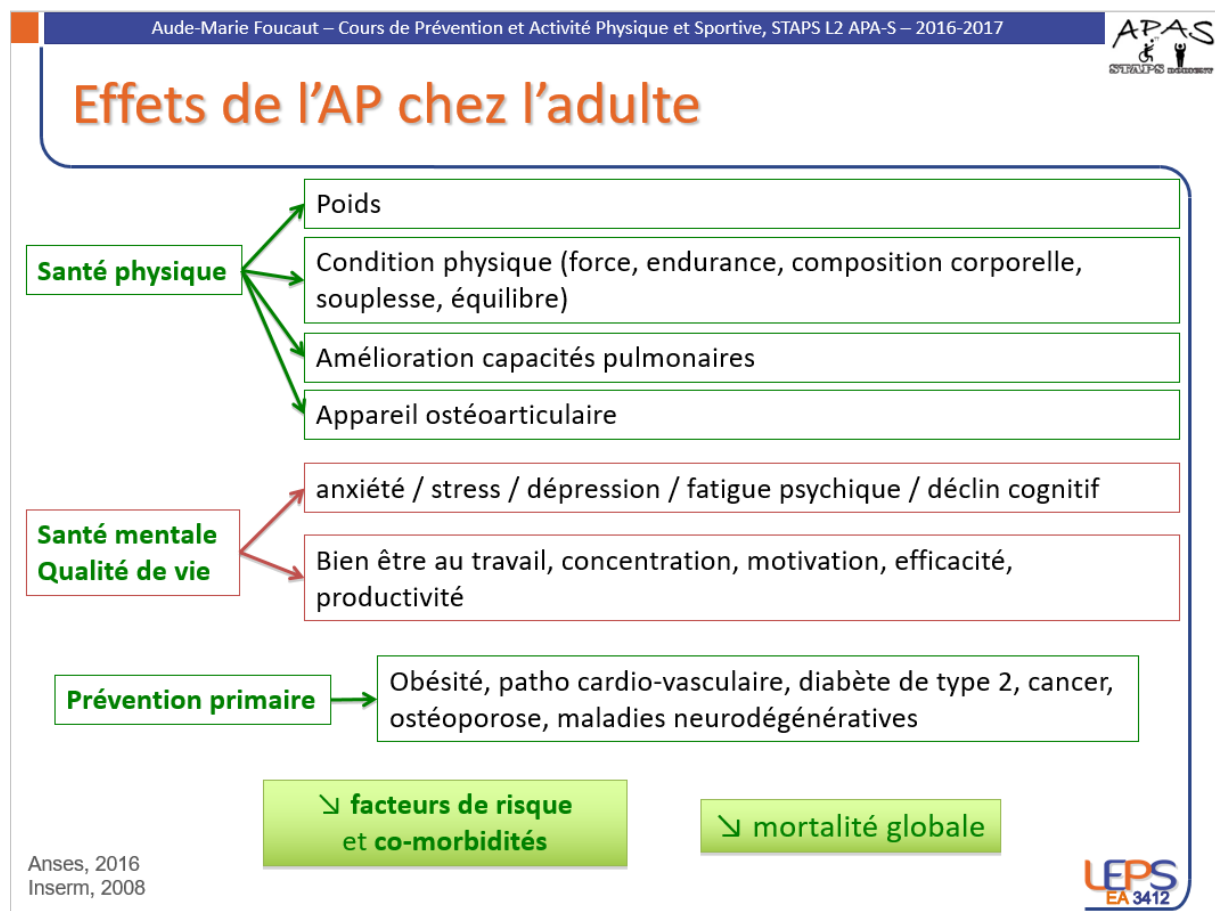 Aude-Marie Foucaut – Cours de Prévention et Activité Physique et Sportive, STAPS L2 APA-S – 2016-2017
APAS
STAPS
Effets de l'AP chez l'adulte
Poids
Santé physique
Condition physique (force, endurance, composition corporelle,
souplesse, équilibre)
Amélioration capacités pulmonaires
Appareil ostéoarticulaire
anxiété / stress / dépression / fatigue psychique / déclin cognitif
Santé mentale
Qualité de vie
Bien être au travail, concentration, motivation, efficacité,
productivité
Prévention primaire
Obésité, patho cardio-vasculaire, diabète de type 2, cancer,
ostéoporose, maladies neurodégénératives
↘ facteurs de risque
et co-morbidités
↘ mortalité globale
Anses, 2016
Inserm, 2008
LEPS
EA 3412